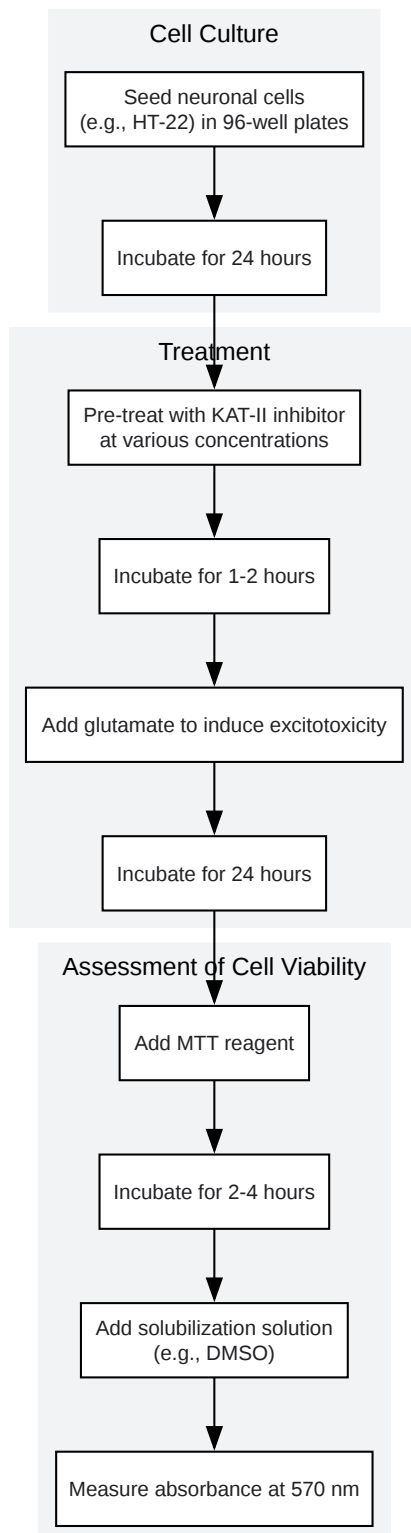 Cell Culture
Seed neuronal cells
(e.g., HT-22) in 96-well plates
Incubate for 24 hours
Treatment
Pre-treat with KAT-II inhibitor
at various concentrations
Incubate for 1-2 hours
Add glutamate to induce excitotoxicity
Incubate for 24 hours
Assessment of Cell Viability
Add MTT reagent
Incubate for 2-4 hours
Add solubilization solution
(e.g., DMSO)
Measure absorbance at 570 nm